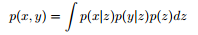 p(x, y) = ∫ p(x|z)p(y|z)p(z)dz